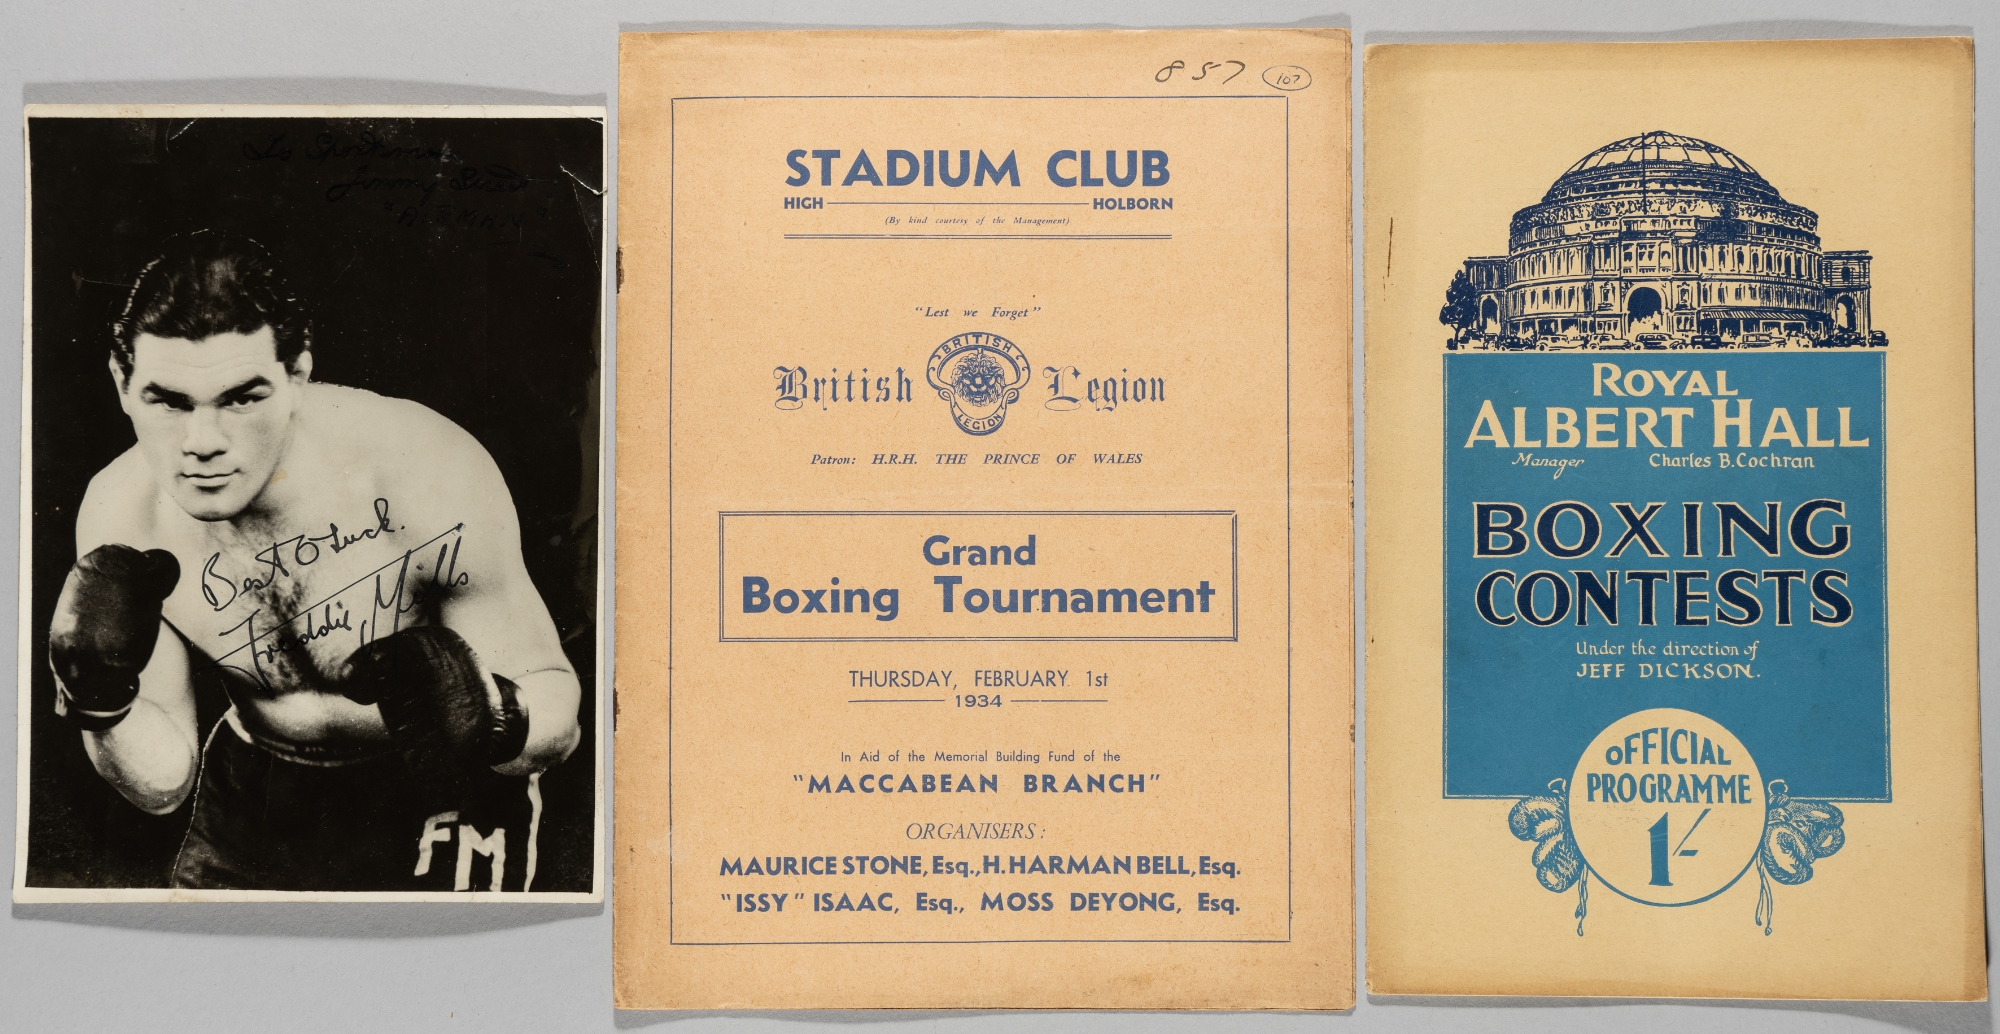 To Sportsman
Jimmy
Best O Luck.
Freddie Mills
FM
857 107
STADIUM CLUB
HIGH HOLBORN
(By kind courtesy of the Management)
"Lest we Forget"
BRITISH
British Legion
LEGION
Patron: H.R.H. THE PRINCE OF WALES
Grand
Boxing Tournament
THURSDAY, FEBRUARY 1st
1934
In Aid of the Memorial Building Fund of the
"MACCABEAN BRANCH"
ORGANISERS:
MAURICE STONE, Esq., H. HARMAN BELL, Esq.
"ISSY" ISAAC, Esq., MOSS DEYONG, Esq.
ROYAL
ALBERT HALL
Manager Charles B. Cochran
BOXING
CONTESTS
Under the direction of
JEFF DICKSON.
OFFICIAL
PROGRAMME
1/-